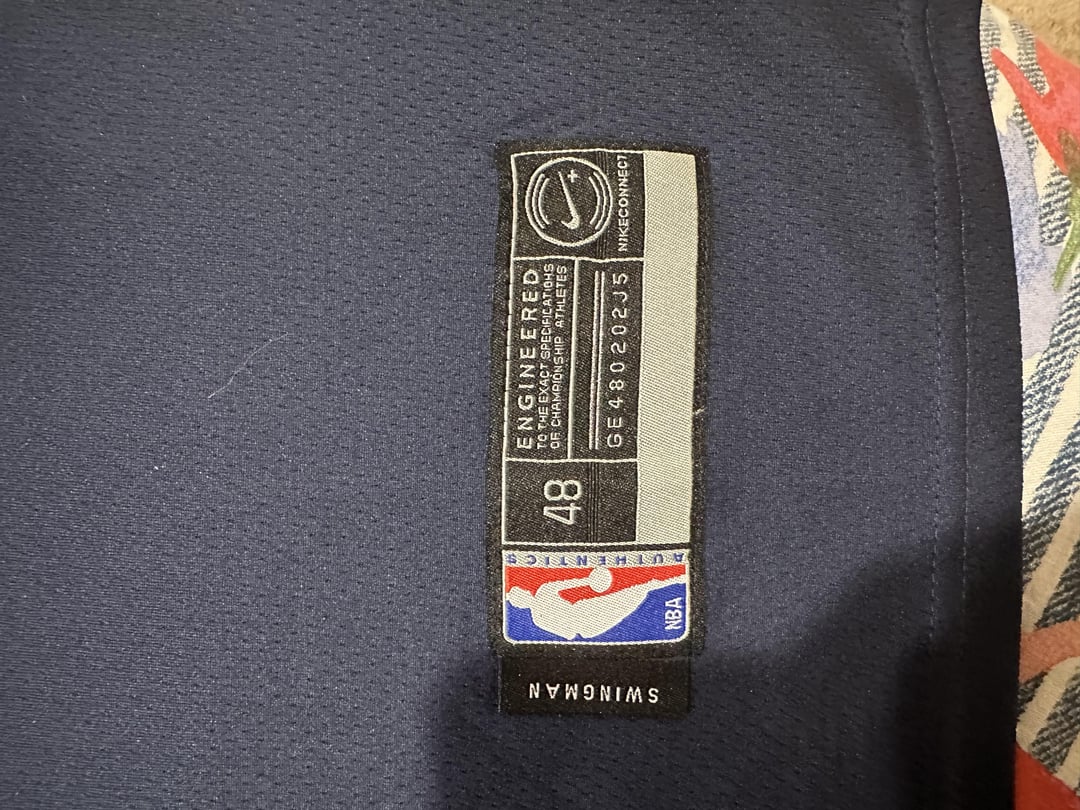 NIKECONNECT
ENGINEERED
TO THE EXACT SPECIFICATIONS
OF CHAMPIONSHIP ATHLETES
GE480202J5
48
AUTHENTICS
NBA
SWINGMAN